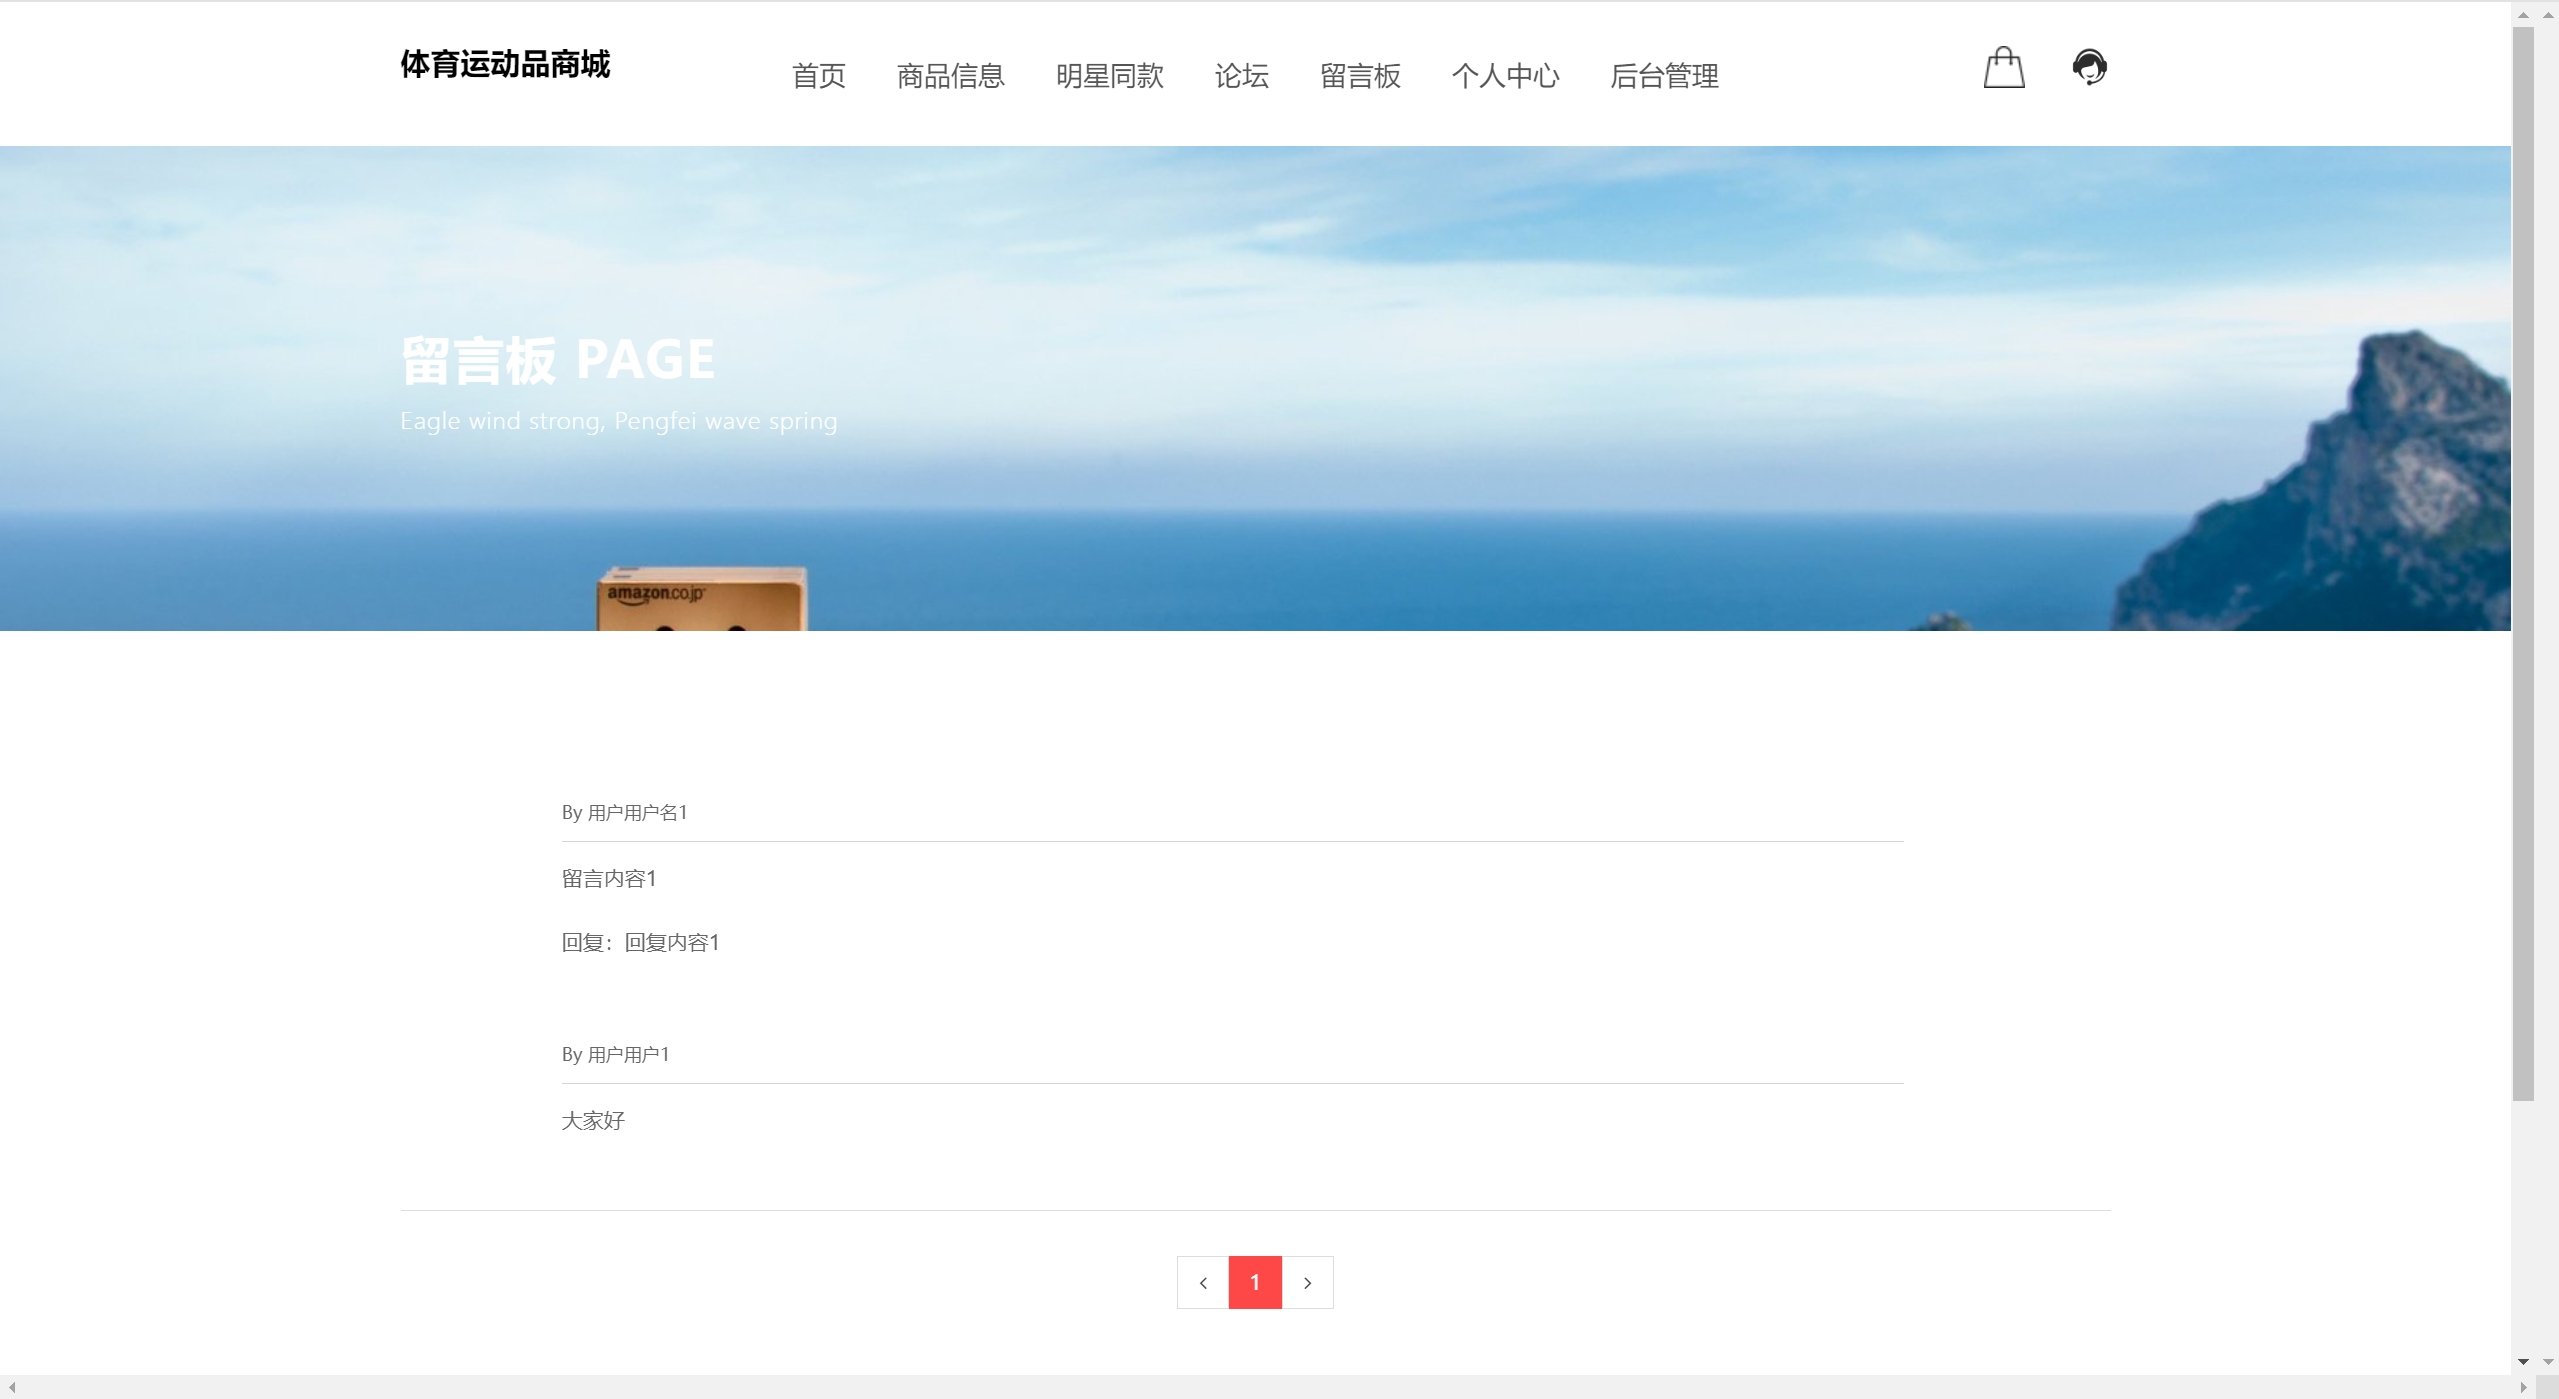 体育运动品商城
首页 商品信息 明星同款 论坛 留言板 个人中心 后台管理
留言板 PAGE
Eagle wind strong, Pengfei wave spring
amazon.co.jp
By 用户用户名1
留言内容1
回复：回复内容1
By 用户用户1
大家好
1